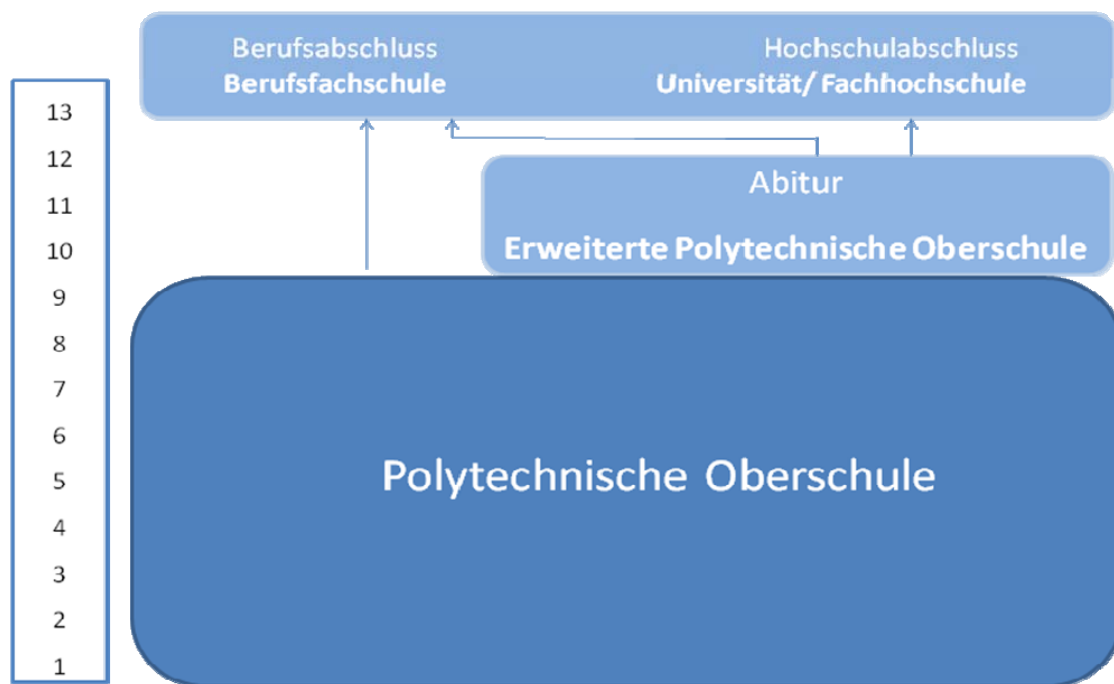 Berufsabschluss
Berufsfachschule
Hochschulabschluss
Universität/ Fachhochschule
13
12
11
10
9
8
7
6
5
4
3
2
1
Abitur
Erweiterte Polytechnische Oberschule
Polytechnische Oberschule